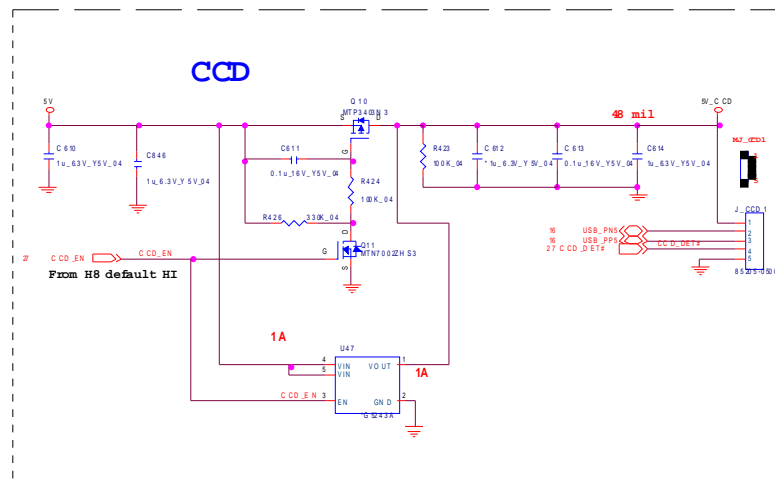 CCD
Q10
MTP3403N3
5V
S
D
G
48 mil
5V_CCD
C610
1u_6.3V_Y5V_04
C846
1u_6.3V_Y5V_04
C611
0.1u_16V_Y5V_04
R424
100K_04
R426
330K_04
R423
100K_04
C612
*1u_6.3V_Y5V_04
C613
0.1u_16V_Y5V_04
C614
1u_6.3V_Y5V_04
MJ_CCD1
1
5
J_CCD1
1
2
3
4
5
16 USB_PN5
16 USB_PP5
27 CCD_DET#
CCD_DET#
27 CCD_EN
CCD_EN
From H8 default HI
D
Q11
MTN7002ZHS3
G
S
1A
U47
4 VIN
5 VIN
VOUT 1
1A
CCD_EN 3 EN
GND 2
*G5243A